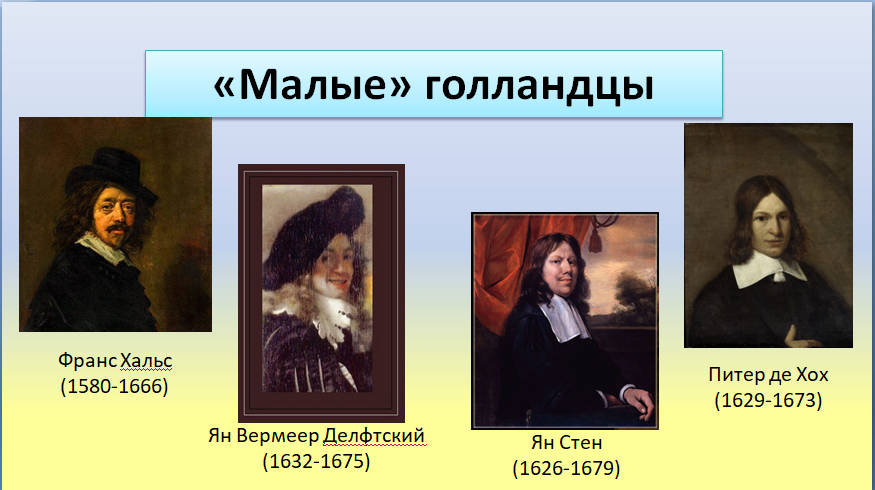 «Малые» голландцы
Франс Хальс
(1580-1666)
Ян Вермеер Делфтский
(1632-1675)
Ян Стен
(1626-1679)
Питер де Хох
(1629-1673)